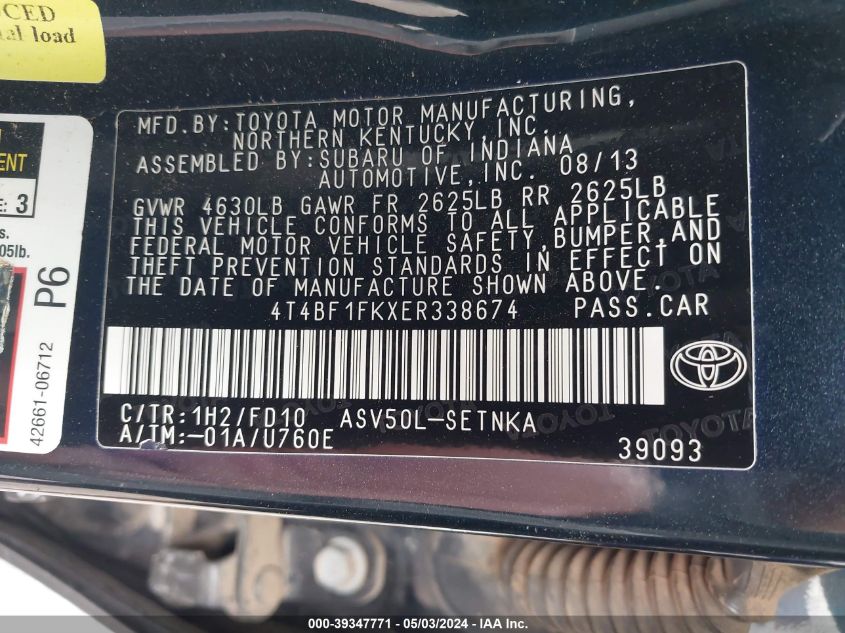 CED
al load
ENT
E: 3
s.
05lb.
P6
42661-06712
MFD.BY:TOYOTA MOTOR MANUFACTURING,
NORTHERN KENTUCKY,INC.
ASSEMBLED BY:SUBARU OF INDIANA
AUTOMOTIVE,INC. 08/13
GVWR 4630LB GAWR FR 2625LB RR 2625LB
THIS VEHICLE CONFORMS TO ALL APPLICABLE
FEDERAL MOTOR VEHICLE SAFETY,BUMPER,AND
THEFT PREVENTION STANDARDS IN EFFECT ON
THE DATE OF MANUFACTURE SHOWN ABOVE.
4T4BF1FKXER338674 PASS.CAR
C/TR:1H2/FD10 ASV50L-SETNKA
A/TM:-01A/U760E
39093
000-39347771 - 05/03/2024 - IAA Inc.